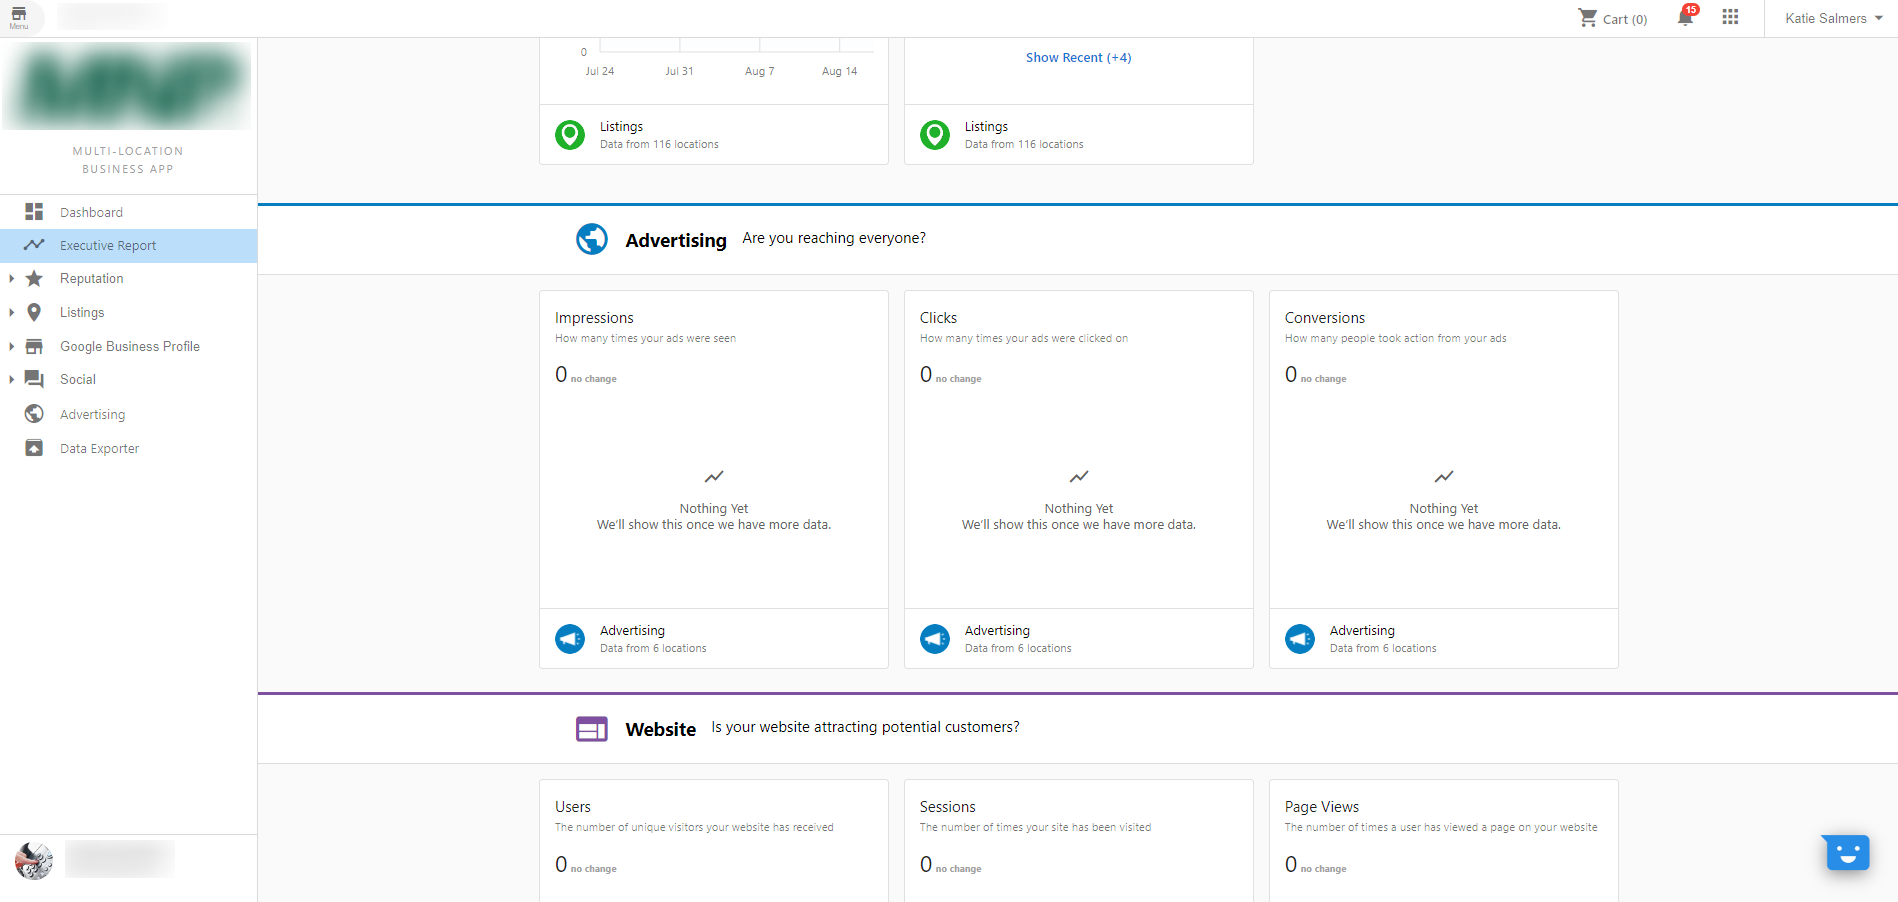 Menu
Cart (0)
15
Katie Salmers
MULTI-LOCATION
BUSINESS APP
Dashboard
Executive Report
Reputation
Listings
Google Business Profile
Social
Advertising
Data Exporter
0
Jul 24 Jul 31 Aug 7 Aug 14
Show Recent (+4)
Listings
Data from 116 locations
Listings
Data from 116 locations
Advertising Are you reaching everyone?
Impressions
How many times your ads were seen
0 no change
Nothing Yet
We'll show this once we have more data.
Advertising
Data from 6 locations
Clicks
How many times your ads were clicked on
0 no change
Nothing Yet
We'll show this once we have more data.
Advertising
Data from 6 locations
Conversions
How many people took action from your ads
0 no change
Nothing Yet
We'll show this once we have more data.
Advertising
Data from 6 locations
Website Is your website attracting potential customers?
Users
The number of unique visitors your website has received
0 no change
Sessions
The number of times your site has been visited
0 no change
Page Views
The number of times a user has viewed a page on your website
0 no change